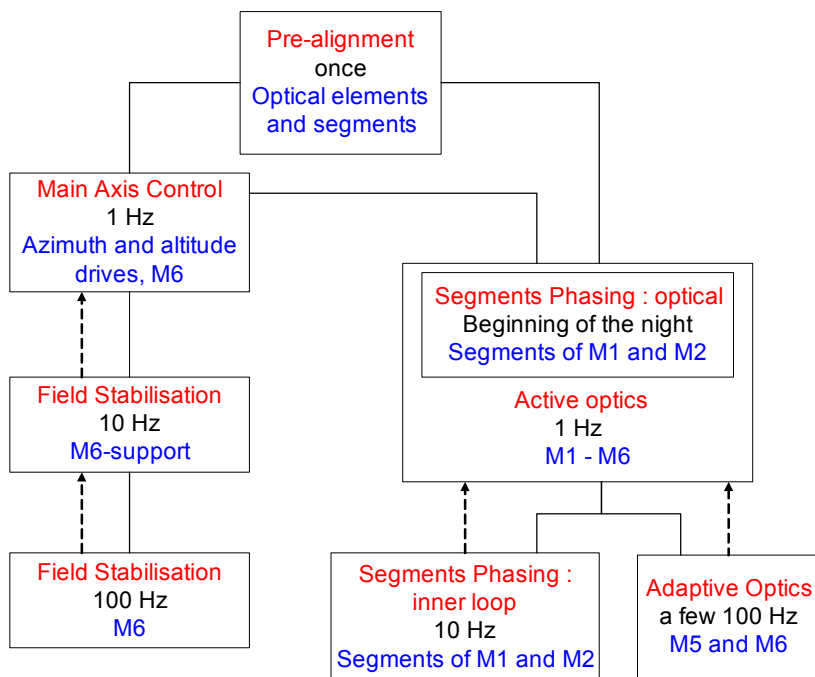 Pre-alignment
once
Optical elements
and segments
Main Axis Control
1 Hz
Azimuth and altitude
drives, M6
Segments Phasing : optical
Beginning of the night
Segments of M1 and M2
Active optics
1 Hz
M1 - M6
Field Stabilisation
10 Hz
M6-support
Field Stabilisation
100 Hz
M6
Segments Phasing :
inner loop
10 Hz
Segments of M1 and M2
Adaptive Optics
a few 100 Hz
M5 and M6